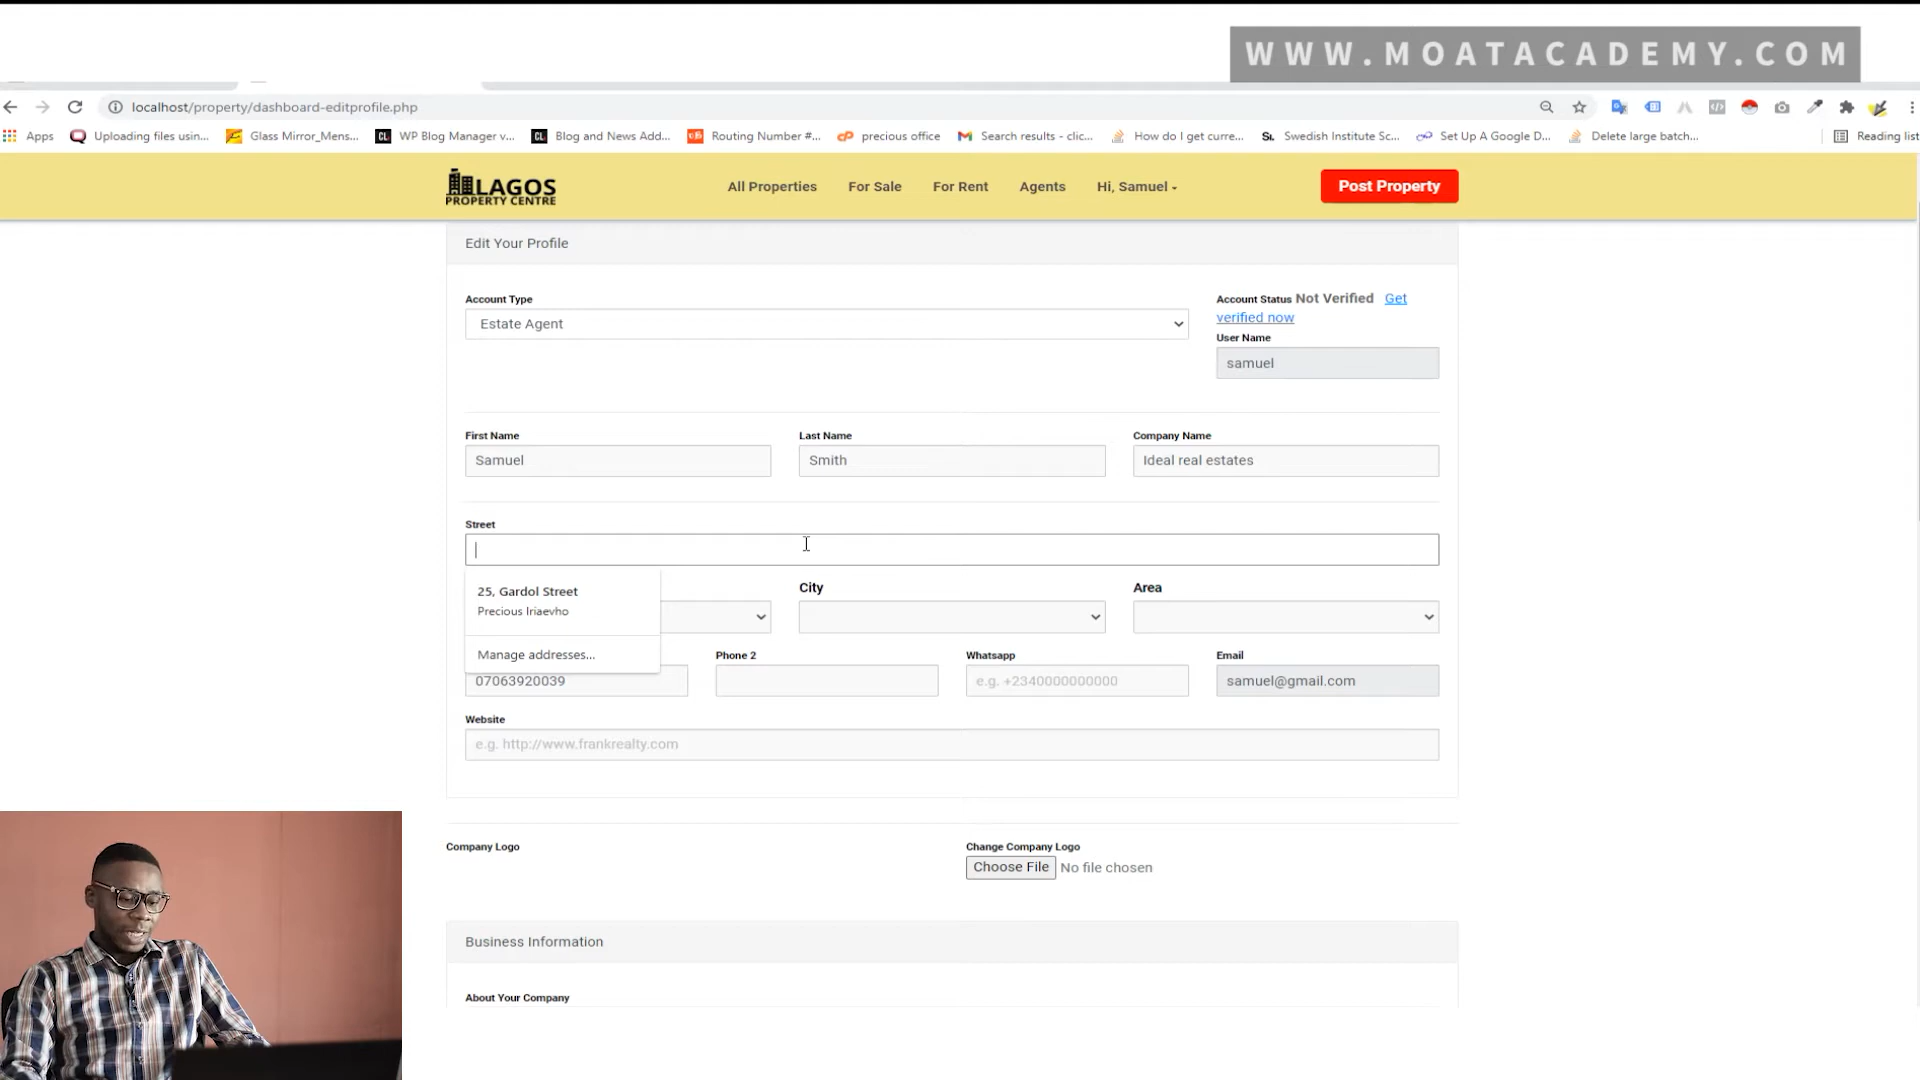 WWW.MOATACADEMY.COM
localhost/property/dashboard-editprofile.php
Apps
Uploading files usin...
Glass Mirror_Mens...
WP Blog Manager v...
Blog and News Add...
Routing Number #...
precious office
Search results - clic...
How do I get curre...
Swedish Institute Sc...
Set Up A Google D...
Delete large batch...
Reading list
LAGOS
PROPERTY CENTRE
All Properties
For Sale
For Rent
Agents
Hi, Samuel
Post Property
Edit Your Profile
Account Type
Estate Agent
Account Status Not Verified Get
verified now
User Name
samuel
First Name
Last Name
Company Name
Samuel
Smith
Ideal real estates
Street
25, Gardol Street
Precious Iriaevho
Manage addresses...
City
Area
Phone 2
Whatsapp
Email
07063920039
e.g. +2340000000000
samuel@gmail.com
Website
e.g. http://www.frankrealty.com
Company Logo
Change Company Logo
Choose File No file chosen
Business Information
About Your Company